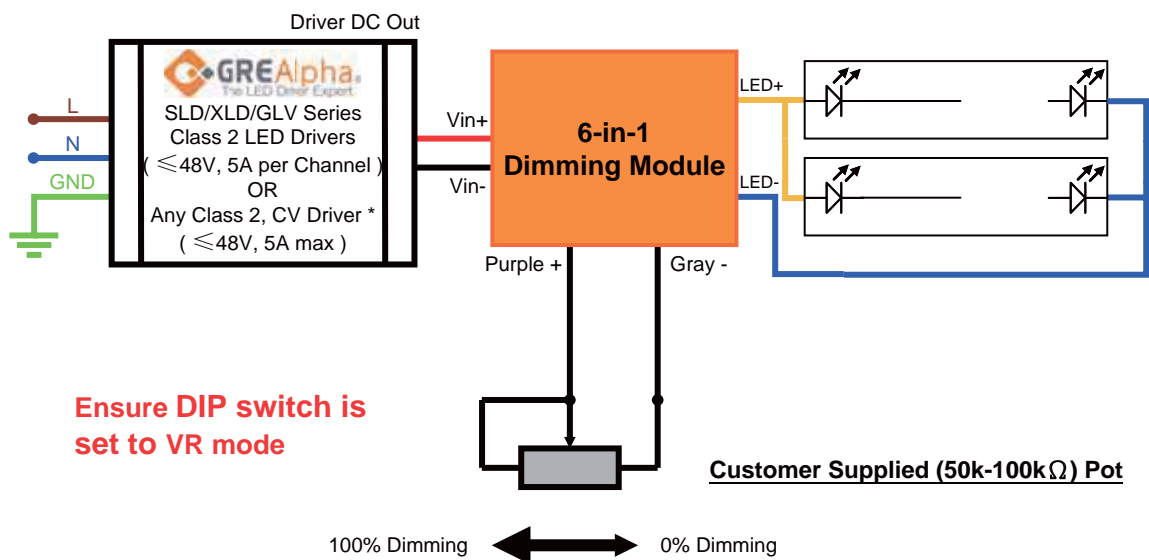 Driver DC Out
GREAlpha®
The LED Driver Expert.
SLD/XLD/GLV Series
Class 2 LED Drivers
( ≤48V, 5A per Channel )
OR
Any Class 2, CV Driver *
( ≤48V, 5A max )
L
N
GND
Vin+
Vin-
6-in-1
Dimming Module
LED+
LED-
Purple +
Gray -
Ensure DIP switch is
set to VR mode
Customer Supplied (50k-100kΩ) Pot
100% Dimming
0% Dimming